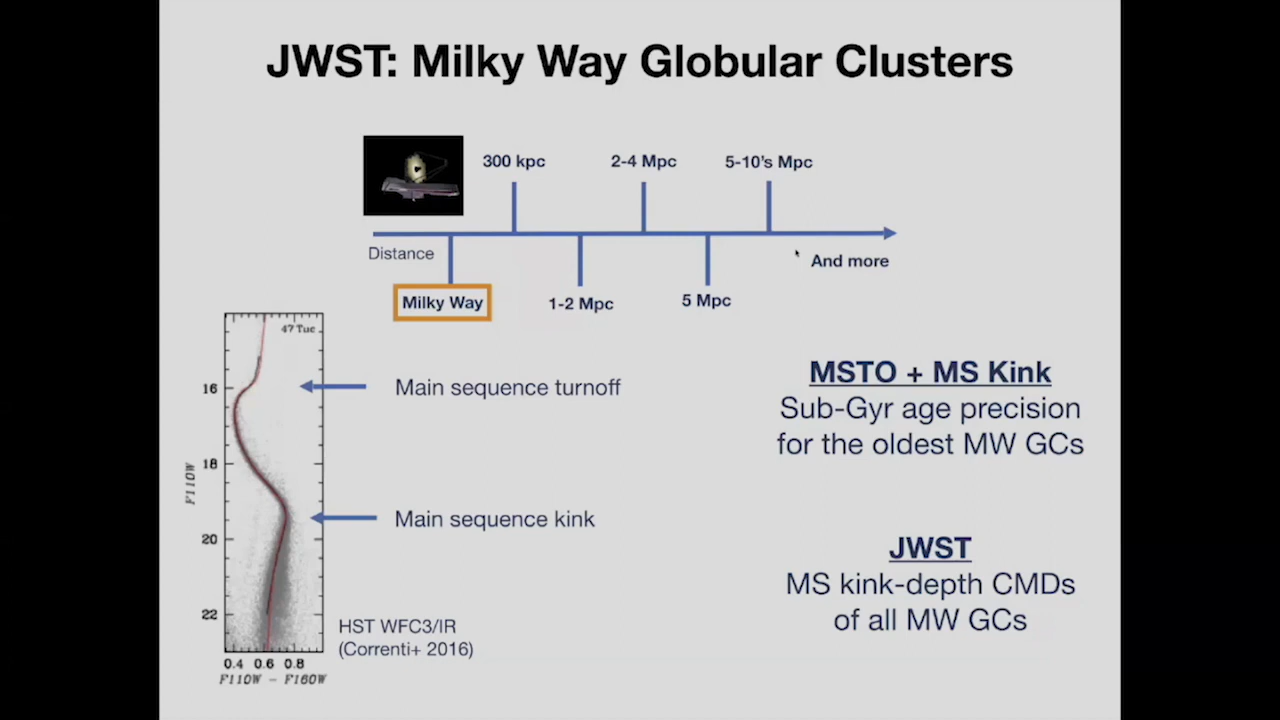 JWST: Milky Way Globular Clusters
300 kpc
2-4 Mpc
5-10's Mpc
Distance
And more
Milky Way
1-2 Mpc
5 Mpc
47 Tuc
16
18
20
22
F110W
0.4 0.6 0.8
F110W - F160W
Main sequence turnoff
Main sequence kink
HST WFC3/IR
(Correnti+ 2016)
MSTO + MS Kink
Sub-Gyr age precision
for the oldest MW GCs
JWST
MS kink-depth CMDs
of all MW GCs